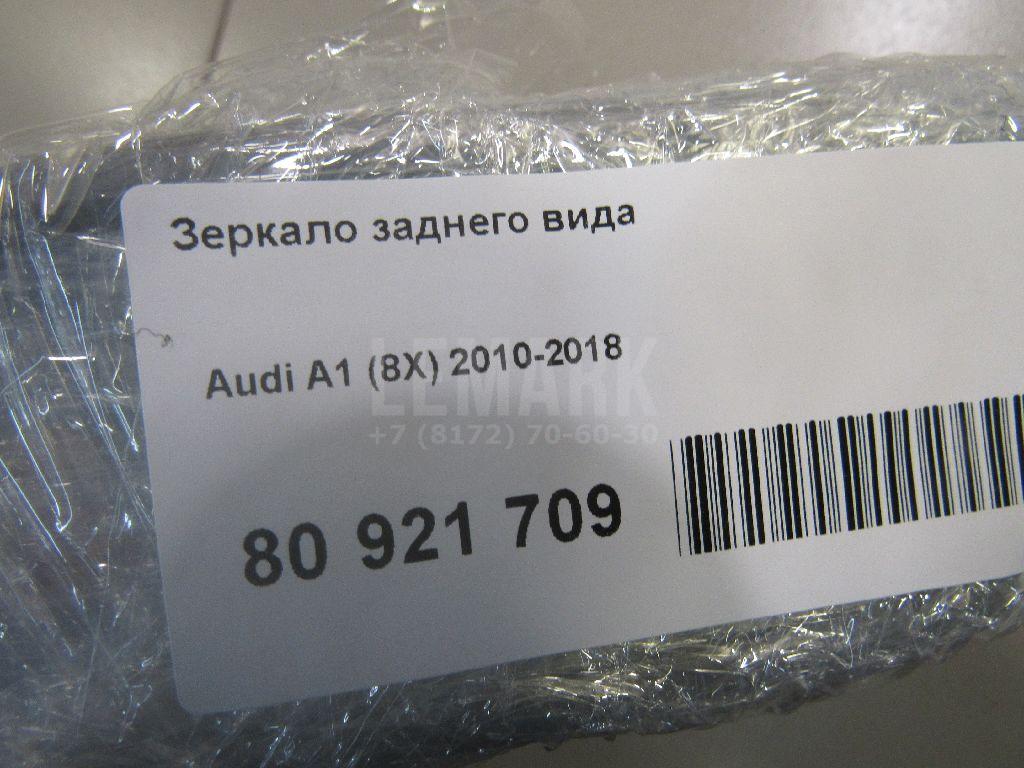 Зеркало заднего вида
Audi A1 (8X) 2010-2018
LEMARK
+7 (8172) 70-60-30
80 921 709